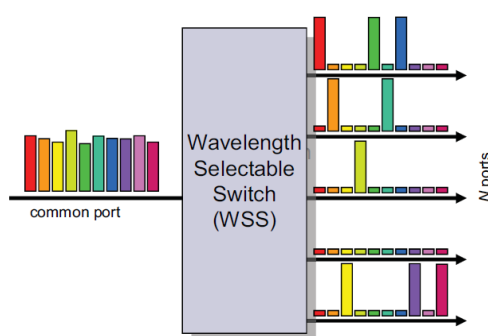 Wavelength
Selectable
Switch
(WSS)
common port
N ports